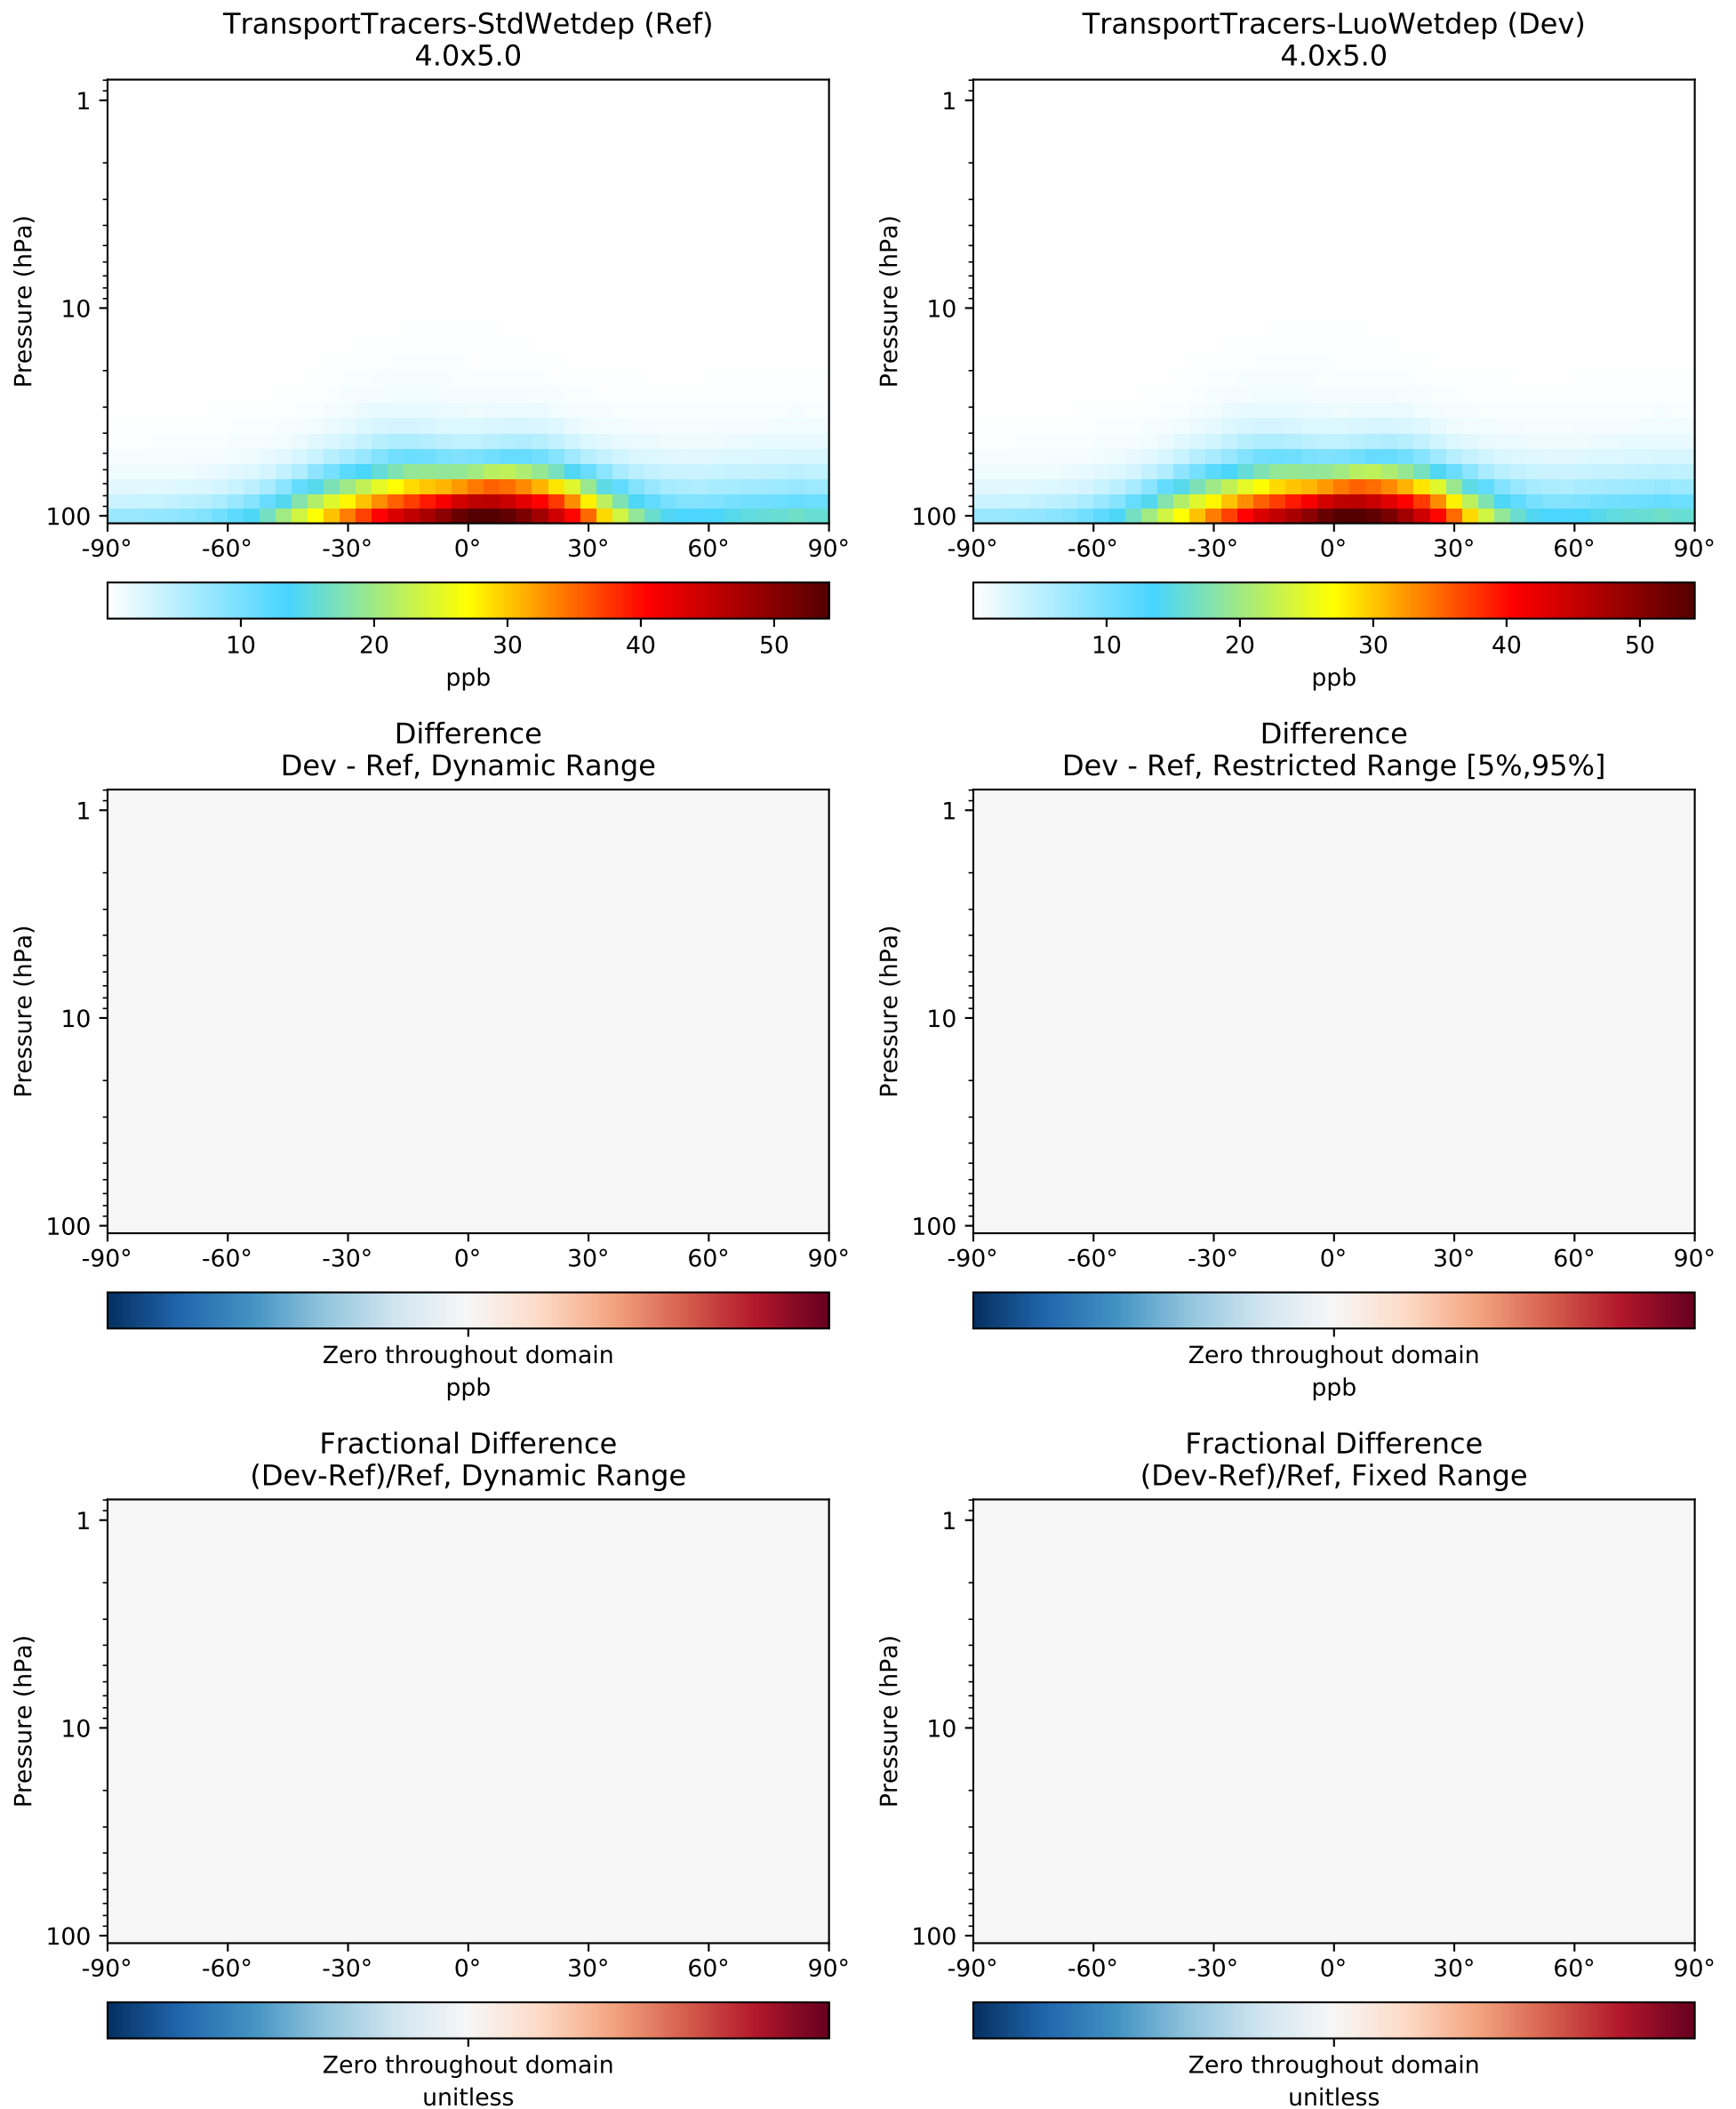 TransportTracers-StdWetdep (Ref)
4.0x5.0
1
10
100
Pressure (hPa)
-90° -60° -30° 0° 30° 60° 90°
10 20 30 40 50
ppb
TransportTracers-LuoWetdep (Dev)
4.0x5.0
1
10
100
Pressure (hPa)
-90° -60° -30° 0° 30° 60° 90°
10 20 30 40 50
ppb
Difference
Dev - Ref, Dynamic Range
1
10
100
Pressure (hPa)
-90° -60° -30° 0° 30° 60° 90°
Zero throughout domain
ppb
Difference
Dev - Ref, Restricted Range [5%,95%]
1
10
100
Pressure (hPa)
-90° -60° -30° 0° 30° 60° 90°
Zero throughout domain
ppb
Fractional Difference
(Dev-Ref)/Ref, Dynamic Range
1
10
100
Pressure (hPa)
-90° -60° -30° 0° 30° 60° 90°
Zero throughout domain
unitless
Fractional Difference
(Dev-Ref)/Ref, Fixed Range
1
10
100
Pressure (hPa)
-90° -60° -30° 0° 30° 60° 90°
Zero throughout domain
unitless